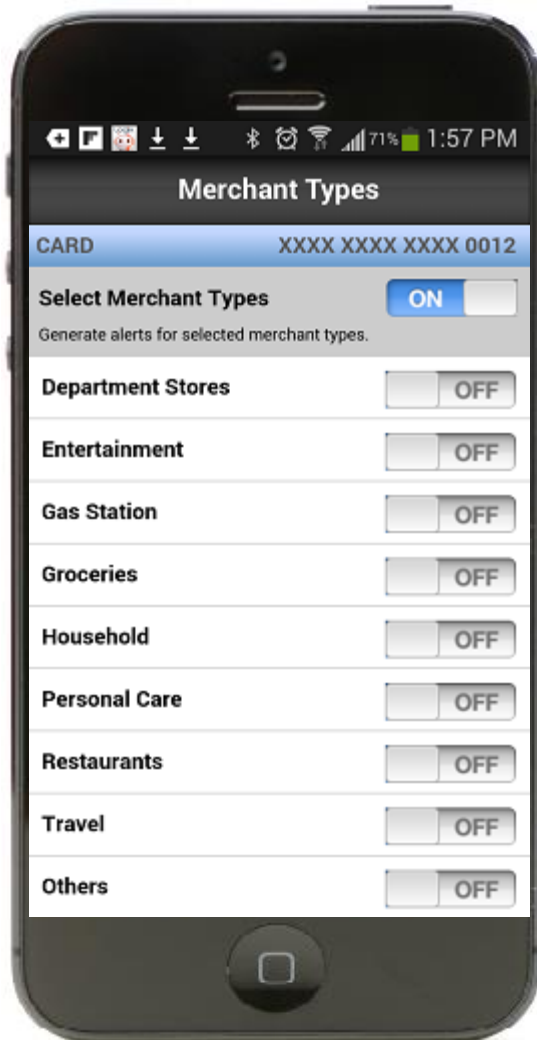 71% 1:57 PM
Merchant Types
CARD XXXX XXXX XXXX 0012
Select Merchant Types ON
Generate alerts for selected merchant types.
Department Stores OFF
Entertainment OFF
Gas Station OFF
Groceries OFF
Household OFF
Personal Care OFF
Restaurants OFF
Travel OFF
Others OFF